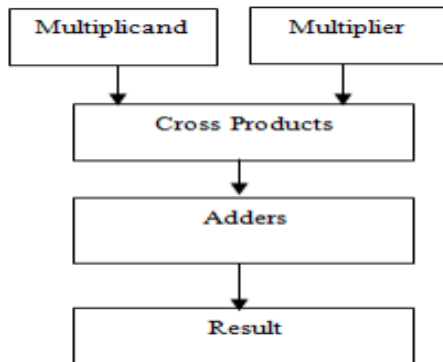 Multiplicand
Multiplier
Cross Products
Adders
Result